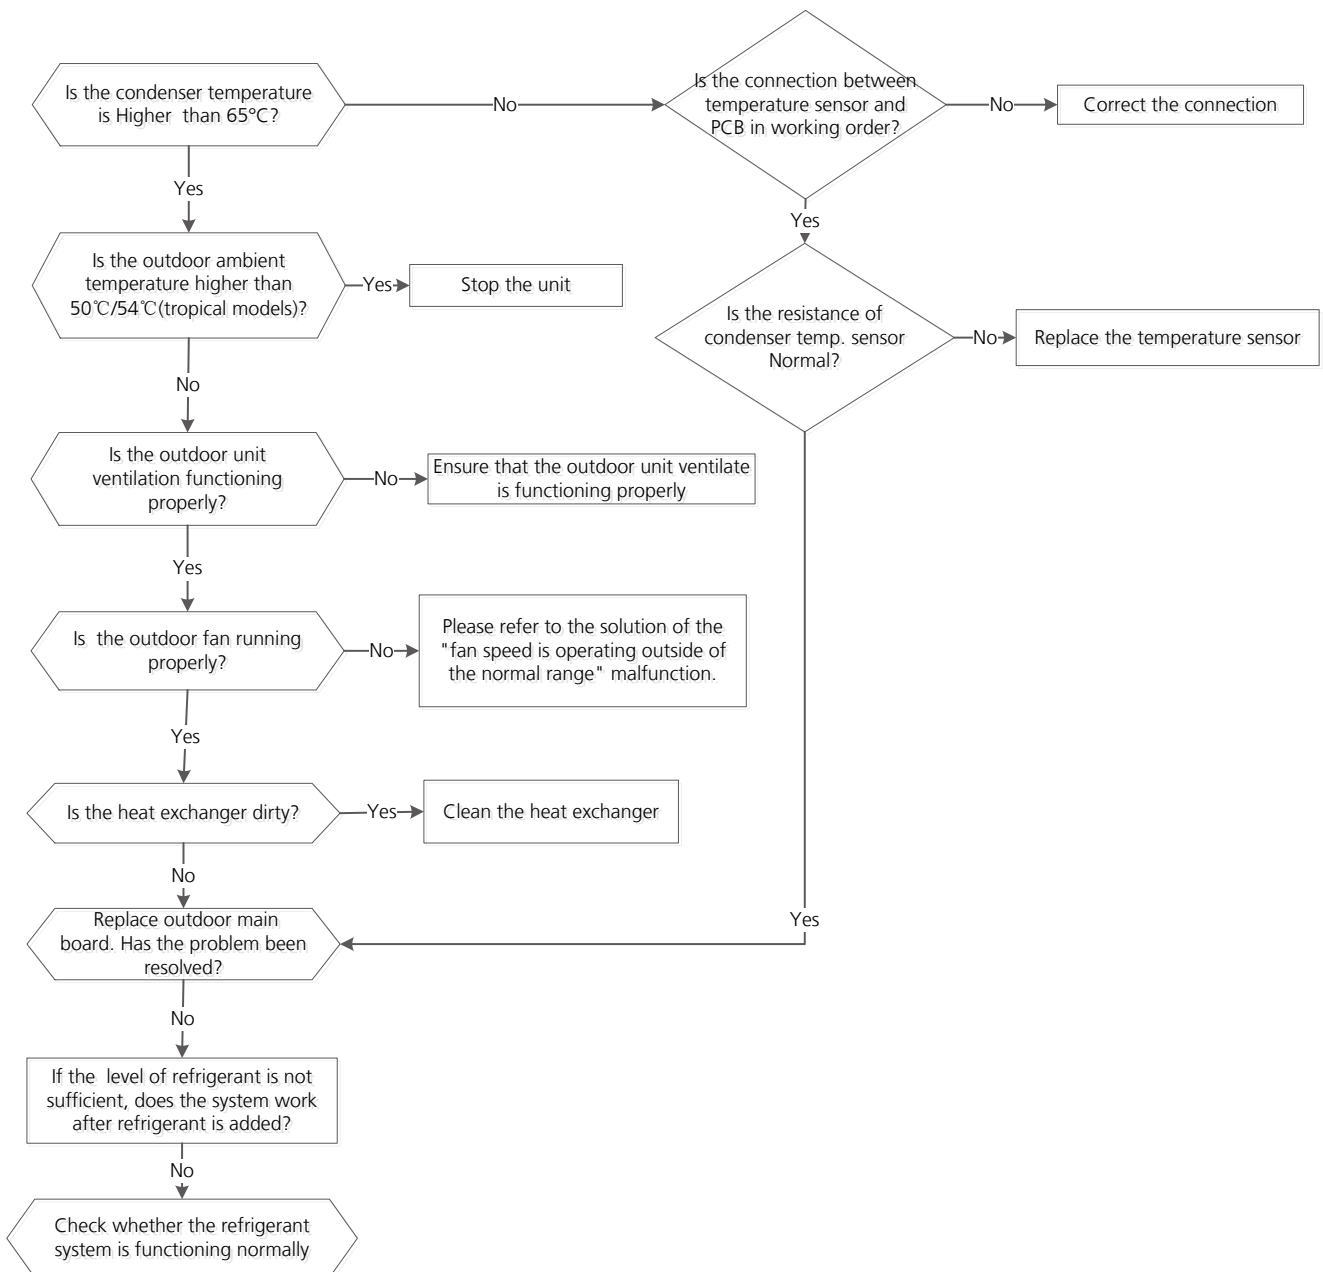 Is the condenser temperature
is Higher  than 65°C?
No
Is the connection between
temperature sensor and
PCB in working order?
No
Correct the connection
Yes
Yes
Is the outdoor ambient
temperature higher than
50℃/54℃(tropical models)?
Yes
Stop the unit
Is the resistance of
condenser temp. sensor
Normal?
No
Replace the temperature sensor
No
Is the outdoor unit
ventilation functioning
properly?
No
Ensure that the outdoor unit ventilate
is functioning properly
Yes
Is  the outdoor fan running
properly?
No
Please refer to the solution of the
"fan speed is operating outside of
the normal range" malfunction.
Yes
Is the heat exchanger dirty?
Yes
Clean the heat exchanger
No
Yes
Replace outdoor main
board. Has the problem been
resolved?
No
If the  level of refrigerant is not
sufficient, does the system work
after refrigerant is added?
No
Check whether the refrigerant
system is functioning normally